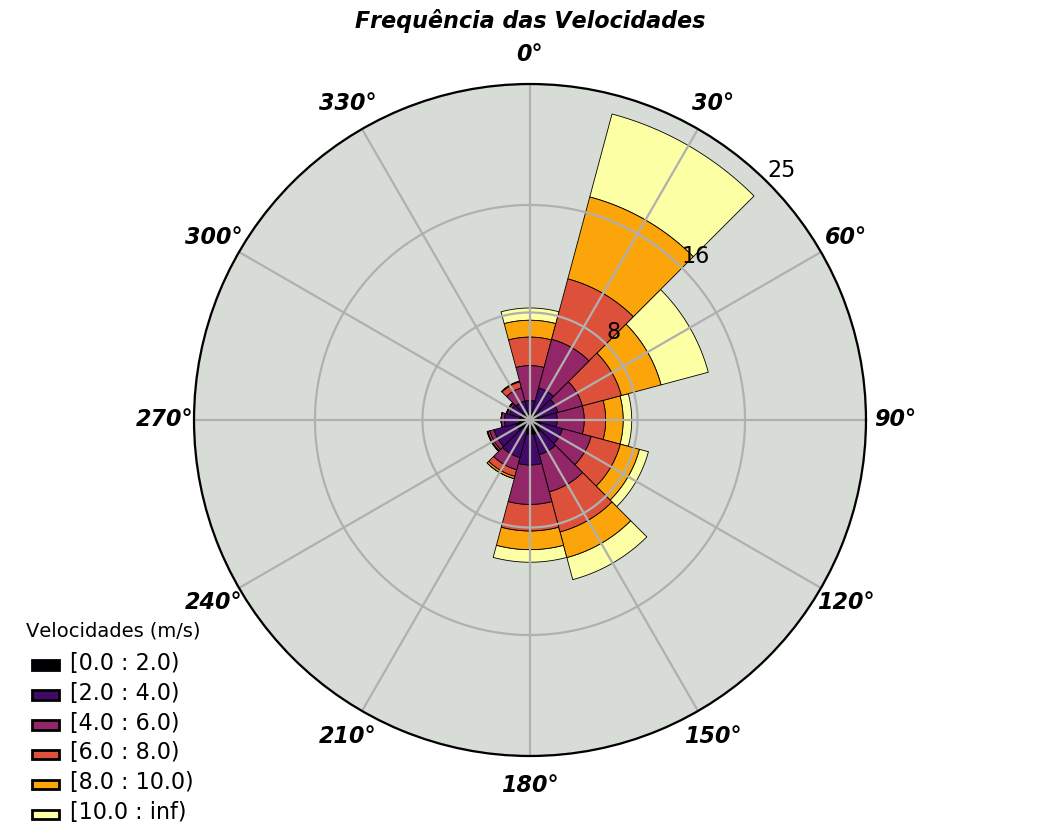 Frequência das Velocidades
0°
330°
30°
25
300°
60°
16
8
270°
90°
240°
120°
210°
150°
180°
Velocidades (m/s)
[0.0 : 2.0)
[2.0 : 4.0)
[4.0 : 6.0)
[6.0 : 8.0)
[8.0 : 10.0)
[10.0 : inf)